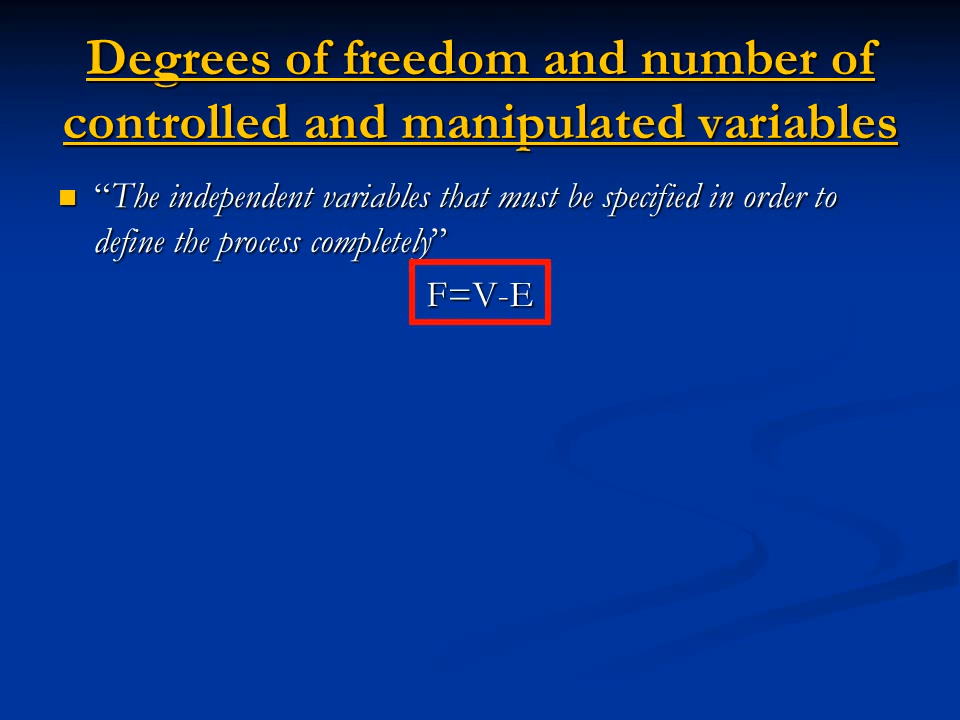 Degrees of freedom and number of
controlled and manipulated variables
“The independent variables that must be specified in order to
define the process completely”
F=V-E